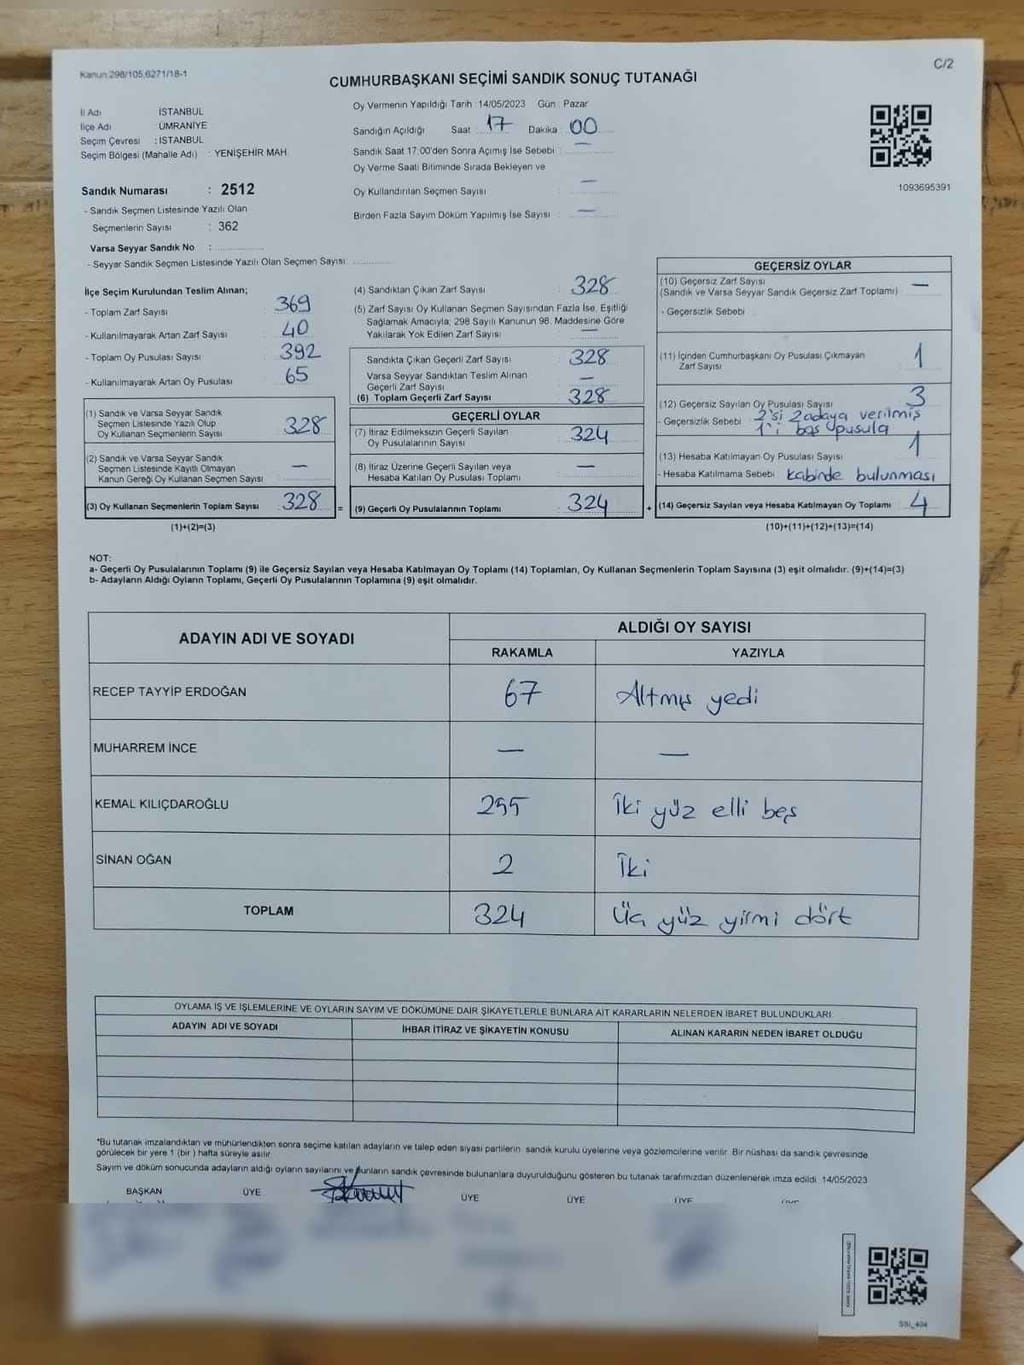 Kanun:298/105,6271/18-1
C/2
CUMHURBAŞKANI SEÇİMİ SANDIK SONUÇ TUTANAĞI
İl Adı İSTANBUL
İlçe Adı ÜMRANİYE
Seçim Çevresi : İSTANBUL
Seçim Bölgesi (Mahalle Adı) : YENİŞEHİR MAH
Sandık Numarası : 2512
- Sandık Seçmen Listesinde Yazılı Olan
Seçmenlerin Sayısı : 362
Varsa Seyyar Sandık No :
- Seyyar Sandık Seçmen Listesinde Yazılı Olan Seçmen Sayısı:
Oy Vermenin Yapıldığı Tarih : 14/05/2023 Gün : Pazar
Sandığın Açıldığı Saat 17 Dakika 00
Sandık Saat 17:00'den Sonra Açımış İse Sebebi : —
Oy Verme Saati Bitiminde Sırada Bekleyen ve
Oy Kullandırılan Seçmen Sayısı —
Birden Fazla Sayım Döküm Yapılmış İse Sayısı —
1093695391
İlçe Seçim Kurulundan Teslim Alınan;
- Toplam Zarf Sayısı 369
- Kullanılmayarak Artan Zarf Sayısı : 40
- Toplam Oy Pusulası Sayısı 392
- Kullanılmayarak Artan Oy Pusulası 65
(1) Sandık ve Varsa Seyyar Sandık
Seçmen Listesinde Yazılı Olup
Oy Kullanan Seçmenlerin Sayısı 328
(2) Sandık ve Varsa Seyyar Sandık
Seçmen Listesinde Kayıtlı Olmayan
Kanun Gereği Oy Kullanan Seçmen Sayısı —
(3) Oy Kullanan Seçmenlerin Toplam Sayısı 328 =
(1)+(2)=(3)
(4) Sandıktan Çıkan Zarf Sayısı 328
(5) Zarf Sayısı Oy Kullanan Seçmen Sayısından Fazla İse, Eşitliği
Sağlamak Amacıyla; 298 Sayılı Kanunun 98. Maddesine Göre
Yakılarak Yok Edilen Zarf Sayısı : —
Sandıkta Çıkan Geçerli Zarf Sayısı 328
Varsa Seyyar Sandıktan Teslim Alınan
Geçerli Zarf Sayısı —
(6) Toplam Geçerli Zarf Sayısı 328
GEÇERLİ OYLAR
(7) İtiraz Edilmeksizin Geçerli Sayılan
Oy Pusulalarının Sayısı 324
(8) İtiraz Üzerine Geçerli Sayılan veya
Hesaba Katılan Oy Pusulası Toplamı —
(9) Geçerli Oy Pusulalarının Toplamı 324 +
GEÇERSİZ OYLAR
(10) Geçersiz Zarf Sayısı
(Sandık ve Varsa Seyyar Sandık Geçersiz Zarf Toplamı) —
- Geçersizlik Sebebi
(11) İçinden Cumhurbaşkanı Oy Pusulası Çıkmayan
Zarf Sayısı 1
(12) Geçersiz Sayılan Oy Pusulası Sayısı 3
- Geçersizlik Sebebi 2'si 2 adaya verilmiş
1'i boş pusula
(13) Hesaba Katılmayan Oy Pusulası Sayısı 1
- Hesaba Katılmama Sebebi kabinde bulunması
(14) Geçersiz Sayılan veya Hesaba Katılmayan Oy Toplamı 4
(10)+(11)+(12)+(13)=(14)
NOT:
a- Geçerli Oy Pusulalarının Toplamı (9) ile Geçersiz Sayılan veya Hesaba Katılmayan Oy Toplamı (14) Toplamları, Oy Kullanan Seçmenlerin Toplam Sayısına (3) eşit olmalıdır. (9)+(14)=(3)
b- Adayların Aldığı Oyların Toplamı, Geçerli Oy Pusulalarının Toplamına (9) eşit olmalıdır.
ADAYIN ADI VE SOYADI ALDIĞI OY SAYISI
RAKAMLA YAZIYLA
RECEP TAYYİP ERDOĞAN 67 Altmış yedi
MUHARREM İNCE — —
KEMAL KILIÇDAROĞLU 255 İki yüz elli beş
SİNAN OĞAN 2 İki
TOPLAM 324 Üç yüz yirmi dört
OYLAMA İŞ VE İŞLEMLERİNE VE OYLARIN SAYIM VE DÖKÜMÜNE DAİR ŞİKAYETLERLE BUNLARA AİT KARARLARIN NELERDEN İBARET BULUNDUKLARI
ADAYIN ADI VE SOYADI İHBAR İTİRAZ VE ŞİKAYETİN KONUSU ALINAN KARARIN NEDEN İBARET OLDUĞU
*Bu tutanak imzalandıktan ve mühürlendikten sonra seçime katılan adayların ve talep eden siyasi partilerin sandık kurulu üyelerine veya gözlemcilerine verilir. Bir nüshası da sandık çevresinde
görülecek bir yere 1 (bir) hafta süreyle asılır.
Sayım ve döküm sonucunda adayların aldığı oyların sayılarını ve bunların sandık çevresinde bulunanlara duyurulduğunu gösteren bu tutanak tarafımızdan düzenlenerek imza edildi. 14/05/2023
BAŞKAN ÜYE ÜYE ÜYE ÜYE